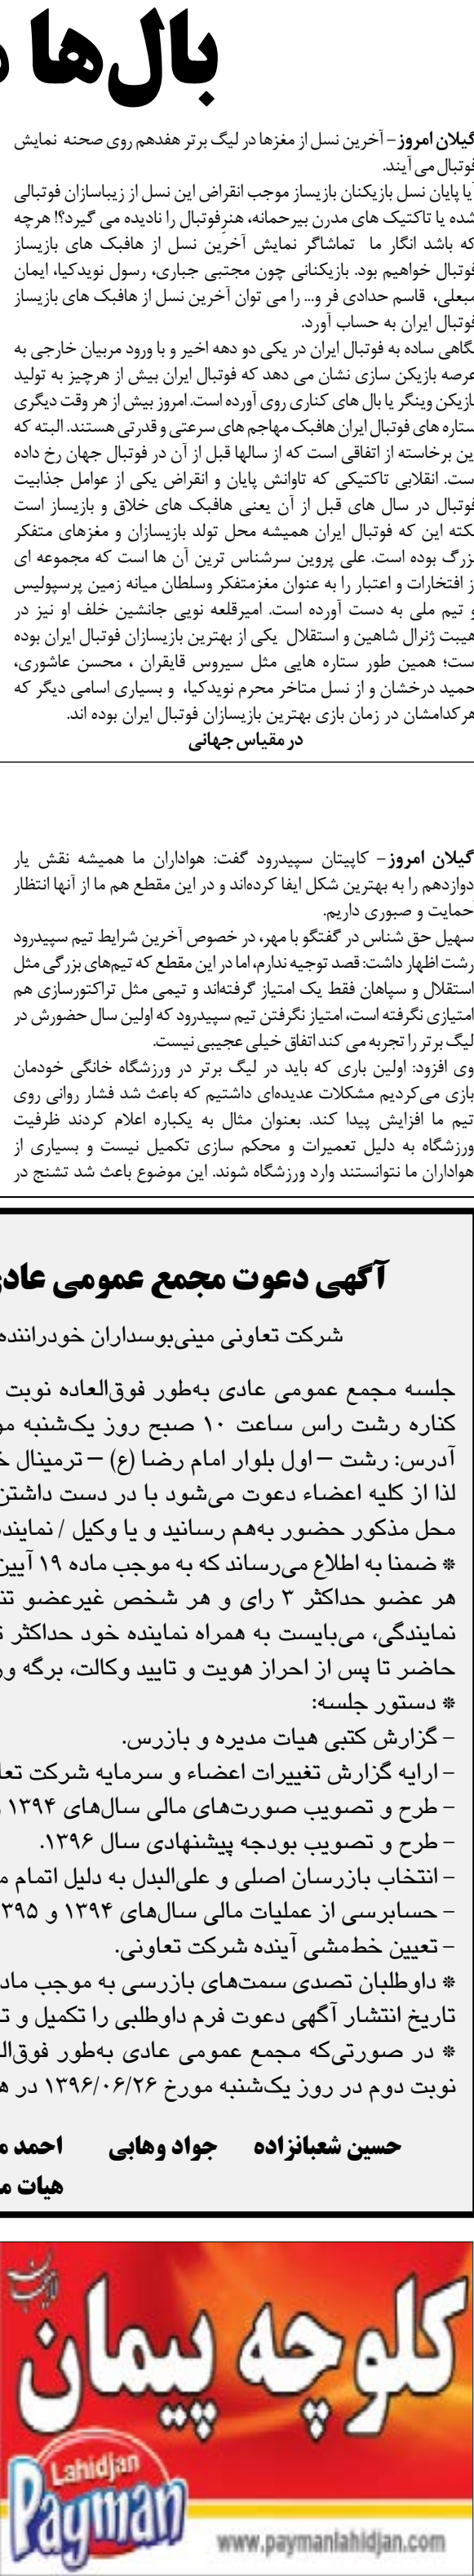 بال‌ها
گیلان امروز- آخرین نسل از مغزها در لیگ برتر هفدهم روی صحنه نمایش
فوتبال می آیند.
آیا پایان نسل بازیکنان بازیساز موجب انقراض این نسل از زیباسازان فوتبالی
شده یا تاکتیک های مدرن بیرحمانه، هنرِفوتبال را نادیده می گیرد؟! هرچه
که باشد انگار ما تماشاگر نمایش آخرین نسل از هافبک های بازیساز
فوتبال خواهیم بود. بازیکنانی چون مجتبی جباری، رسول نویدکیا، ایمان
مبعلی، قاسم حدادی فر و... را می توان آخرین نسل از هافبک های بازیساز
فوتبال ایران به حساب آورد.
نگاهی ساده به فوتبال ایران در یکی دو دهه اخیر و با ورود مربیان خارجی به
عرصه بازیکن سازی نشان می دهد که فوتبال ایران بیش از هرچیز به تولید
بازیکن وینگر یا بال های کناری روی آورده است. امروز بیش از هر وقت دیگری
ستاره های فوتبال ایران هافبک مهاجم های سرعتی و قدرتی هستند. البته که
این برخاسته از اتفاقی است که از سالها قبل از آن در فوتبال جهان رخ داده
است. انقلابی تاکتیکی که تاوانش پایان و انقراض یکی از عوامل جذابیت
فوتبال در سال های قبل از آن یعنی هافبک های خلاق و بازیساز است
نکته این که فوتبال ایران همیشه محل تولد بازیسازان و مغزهای متفکر
بزرگ بوده است. علی پروین سرشناس ترین آن ها است که مجموعه ای
از افتخارات و اعتبار را به عنوان مغزمتفکر وسلطان میانه زمین پرسپولیس
و تیم ملی به دست آورده است. امیرقلعه نویی جانشین خلف او نیز در
هیبت ژنرال شاهین و استقلال یکی از بهترین بازیسازان فوتبال ایران بوده
است؛ همین طور ستاره هایی مثل سیروس قایقران ، محسن عاشوری،
حمید درخشان و از نسل متاخر محرم نویدکیا، و بسیاری اسامی دیگر که
هرکدامشان در زمان بازی بهترین بازیسازان فوتبال ایران بوده اند.
در مقیاس جهانی
گیلان امروز- کاپیتان سپیدرود گفت: هواداران ما همیشه نقش یار
دوازدهم را به بهترین شکل ایفا کرده‌اند و در این مقطع هم ما از آنها انتظار
حمایت و صبوری داریم.
سهیل حق شناس در گفتگو با مهر، در خصوص آخرین شرایط تیم سپیدرود
رشت اظهار داشت: قصد توجیه ندارم، اما در این مقطع که تیم‌های بزرگی مثل
استقلال و سپاهان فقط یک امتیاز گرفته‌اند و تیمی مثل تراکتورسازی هم
امتیازی نگرفته است، امتیاز نگرفتن تیم سپیدرود که اولین سال حضورش در
لیگ برتر را تجربه می کند اتفاق خیلی عجیبی نیست.
وی افزود: اولین باری که باید در لیگ برتر در ورزشگاه خانگی خودمان
بازی می‌کردیم مشکلات عدیده‌ای داشتیم که باعث شد فشار روانی روی
تیم ما افزایش پیدا کند. بعنوان مثال به یکباره اعلام کردند ظرفیت
ورزشگاه به دلیل تعمیرات و محکم سازی تکمیل نیست و بسیاری از
هواداران ما نتوانستند وارد ورزشگاه شوند. این موضوع باعث شد تشنج در
آگهی دعوت مجمع عمومی عادی
شرکت تعاونی مینی‌بوسداران خودراننده
جلسه مجمع عمومی عادی به‌طور فوق‌العاده نوبت
کناره رشت راس ساعت ۱۰ صبح روز یک‌شنبه
آدرس: رشت – اول بلوار امام رضا (ع) – ترمینال
لذا از کلیه اعضاء دعوت می‌شود با در دست داشتن
محل مذکور حضور به‌هم رسانید و یا وکیل / نماینده
* ضمنا به اطلاع می‌رساند که به موجب ماده ۱۹ آیین
هر عضو حداکثر ۳ رای و هر شخص غیرعضو
نمایندگی، می‌بایست به همراه نماینده خود حداکثر
حاضر تا پس از احراز هویت و تایید وکالت، برگه
* دستور جلسه:
– گزارش کتبی هیات مدیره و بازرس.
– ارایه گزارش تغییرات اعضاء و سرمایه شرکت
– طرح و تصویب صورت‌های مالی سال‌های ۱۳۹۴
– طرح و تصویب بودجه پیشنهادی سال ۱۳۹۶.
– انتخاب بازرسان اصلی و علی‌البدل به دلیل اتمام
– حسابرسی از عملیات مالی سال‌های ۱۳۹۴ و ۱۳۹۵
– تعیین خط‌مشی آینده شرکت تعاونی.
* داوطلبان تصدی سمت‌های بازرسی به موجب
تاریخ انتشار آگهی دعوت فرم داوطلبی را تکمیل و
* در صورتی‌که مجمع عمومی عادی به‌طور
نوبت دوم در روز یک‌شنبه مورخ ۱۳۹۶/۰۶/۲۶ در
حسین شعبانزاده جواد وهابی احمد
هیات
کلوچه پیمان
Lahidjan
Payman
www.paymanlahidjan.com